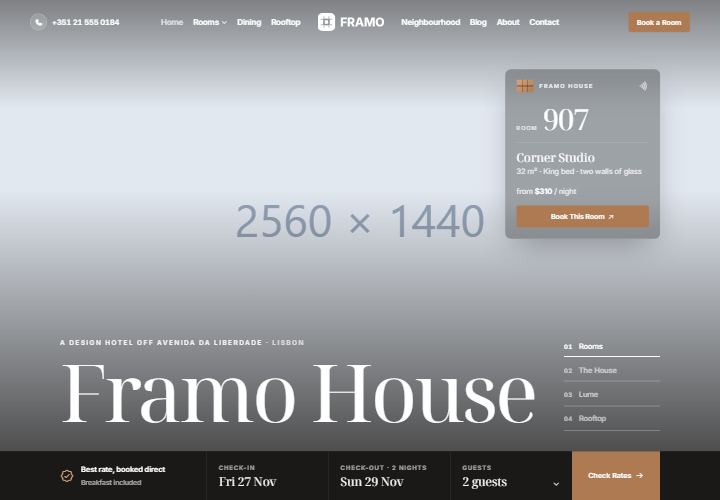 +351 21 555 0184
Home Rooms Dining Rooftop FRAMO Neighbourhood Blog About Contact
Book a Room
FRAMO HOUSE
ROOM 907
Corner Studio
32 m² · King bed · two walls of glass
from $310 / night
Book This Room
2560 × 1440
A DESIGN HOTEL OFF AVENIDA DA LIBERDADE · LISBON
Framo House
01 Rooms
02 The House
03 Lume
04 Rooftop
Best rate, booked direct
Breakfast included
CHECK-IN
Fri 27 Nov
CHECK-OUT · 2 NIGHTS
Sun 29 Nov
GUESTS
2 guests
Check Rates